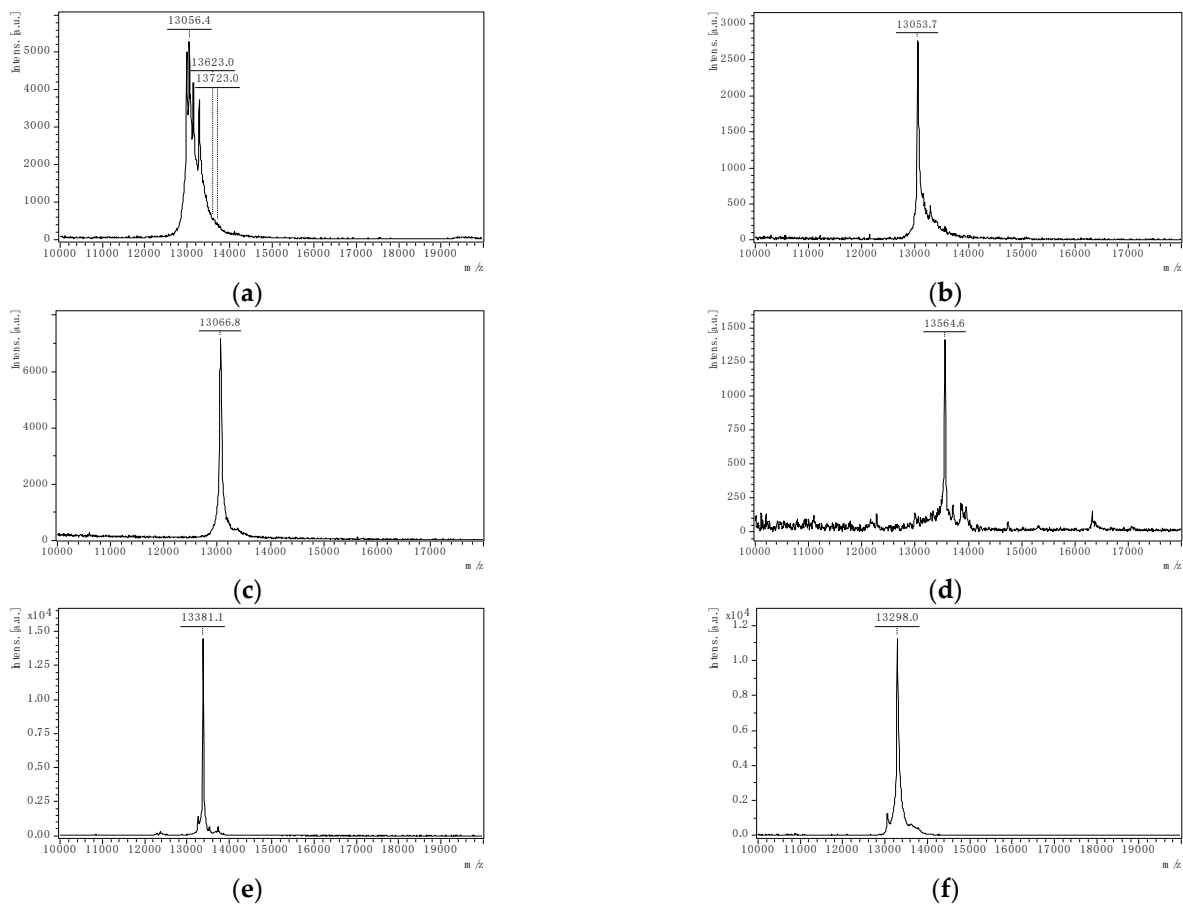 13056.4
13623.0
13723.0
Intens. [a.u.]
5000
4000
3000
2000
1000
0
10000 11000 12000 13000 14000 15000 16000 17000 18000 19000
m/z
(a)
13053.7
Intens. [a.u.]
3000
2500
2000
1500
1000
500
0
10000 11000 12000 13000 14000 15000 16000 17000
m/z
(b)
13066.8
Intens. [a.u.]
6000
4000
2000
0
10000 11000 12000 13000 14000 15000 16000 17000
m/z
(c)
13564.6
Intens. [a.u.]
1500
1250
1000
750
500
250
0
10000 11000 12000 13000 14000 15000 16000 17000
m/z
(d)
13381.1
Intens. [a.u.]
x10⁴
1.50
1.25
1.00
0.75
0.50
0.25
0.00
10000 11000 12000 13000 14000 15000 16000 17000 18000 19000
m/z
(e)
13298.0
Intens. [a.u.]
x10⁴
1.2
1.0
0.8
0.6
0.4
0.2
0.0
10000 11000 12000 13000 14000 15000 16000 17000 18000 19000
m/z
(f)